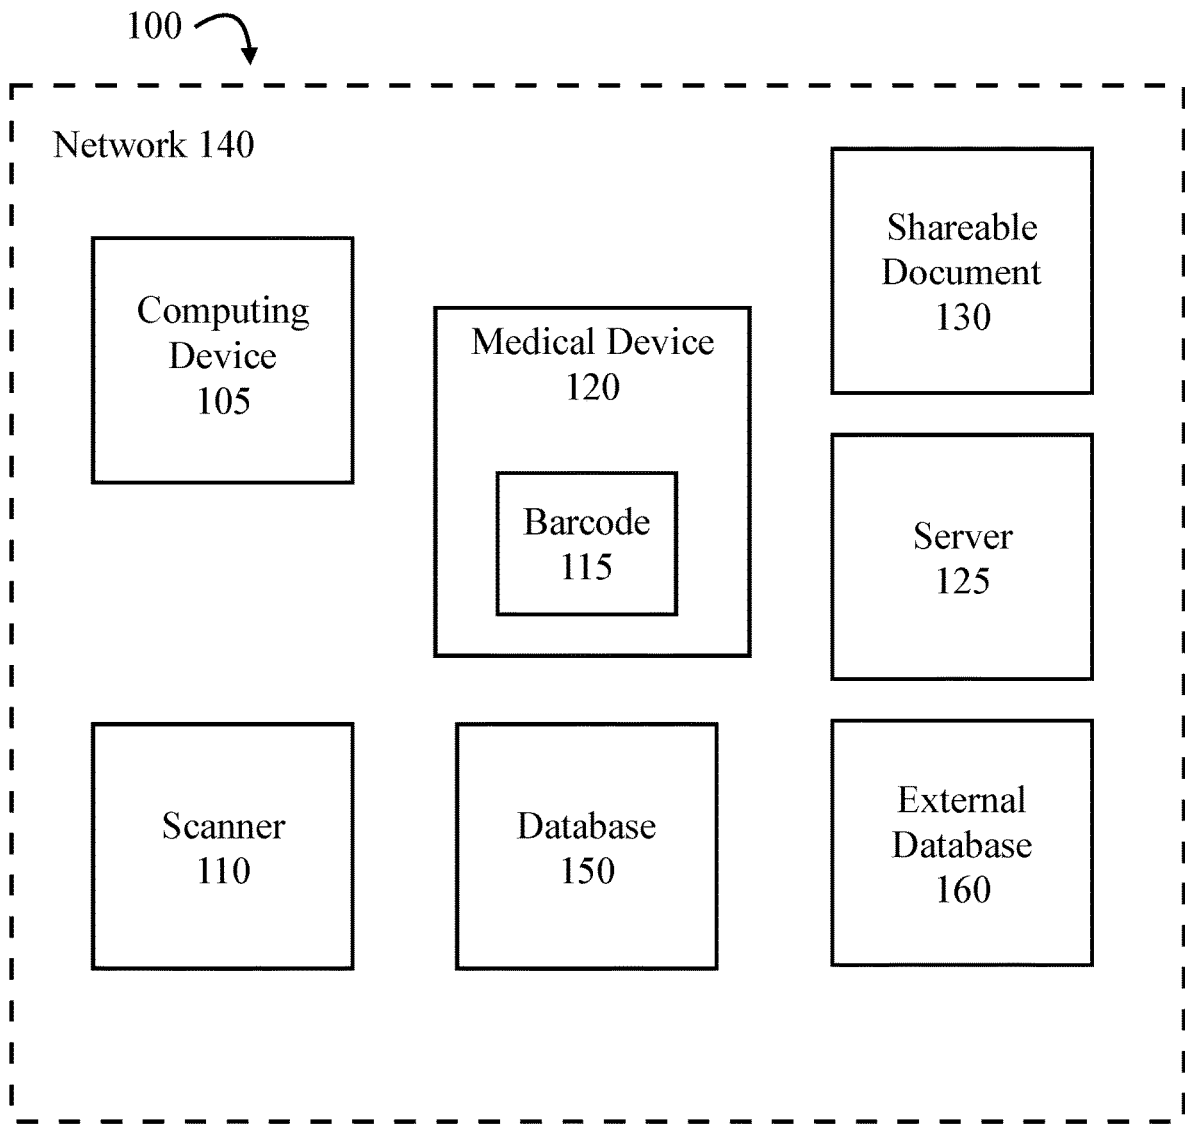 100
Network 140
Computing
Device
105
Medical Device
120
Barcode
115
Shareable
Document
130
Server
125
Scanner
110
Database
150
External
Database
160